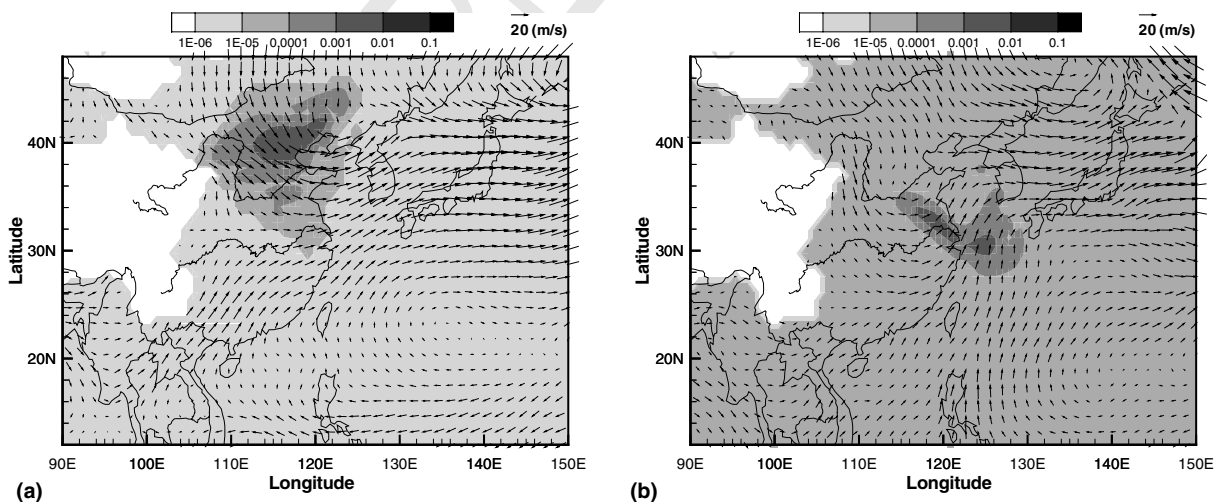 1E-06 1E-05 0.0001 0.001 0.01 0.1
20 (m/s)
40N
30N
20N
Latitude
90E 100E 110E 120E 130E 140E 150E
Longitude
(a)
1E-06 1E-05 0.0001 0.001 0.01 0.1
20 (m/s)
40N
30N
20N
Latitude
90E 100E 110E 120E 130E 140E 150E
Longitude
(b)